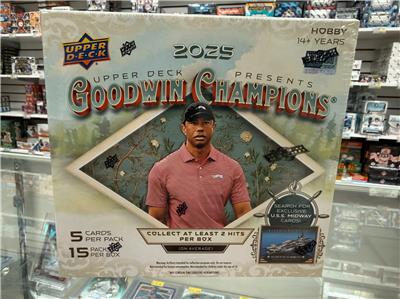 UPPER
DECK
HOBBY
14+ YEARS
2025
UPPER DECK PRESENTS
GOODWIN CHAMPIONS®
SEARCH FOR
EXCLUSIVE
U.S.S. MIDWAY
CARDS!
5 CARDS
PER PACK
15 PACKS
PER BOX
COLLECT AT LEAST 2 HITS
PER BOX
(ON AVERAGE)